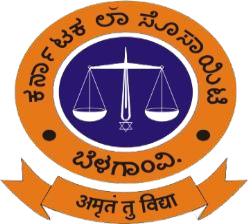 ಕರ್ನಾಟಕ ಲಾ ಸೊಸಾಯಿಟಿ
ಬೆಳಗಾಂವಿ.
अमृतं तु विद्या